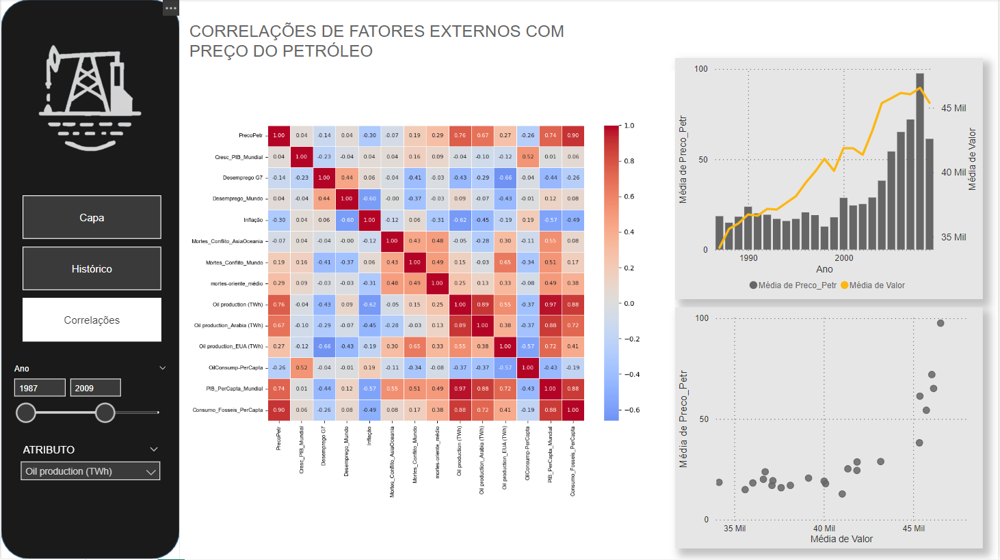 CORRELAÇÕES DE FATORES EXTERNOS COM
PREÇO DO PETRÓLEO
Capa
Histórico
Correlações
Ano
1987 2009
ATRIBUTO
Oil production (TWh)
PrecoPetr 1.00 0.04 -0.14 0.04 -0.30 -0.07 0.19 0.29 0.76 0.67 0.27 -0.26 0.74 0.90
Cresc_PIB_Mundial 0.04 1.00 -0.23 -0.04 0.04 0.04 0.16 0.09 -0.04 -0.10 -0.12 0.52 0.01 0.06
Desemprego G7 -0.14 -0.23 1.00 0.44 0.06 -0.04 -0.41 -0.03 -0.43 -0.29 -0.66 -0.04 -0.44 -0.26
Desemprego_Mundo 0.04 -0.04 0.44 1.00 -0.60 -0.00 -0.37 -0.03 0.09 -0.07 -0.43 -0.01 0.12 0.08
Inflação -0.30 0.04 0.06 -0.60 1.00 -0.12 0.06 -0.31 -0.62 -0.45 -0.19 0.19 -0.57 -0.49
Mortes_Conflito_AsiaOceania -0.07 0.04 -0.04 -0.00 -0.12 1.00 0.43 0.48 -0.05 -0.28 0.30 -0.11 0.55 0.08
Mortes_Conflito_Mundo 0.19 0.16 -0.41 -0.37 0.06 0.43 1.00 0.49 0.15 -0.03 0.65 -0.34 0.51 0.17
mortes-oriente_médio 0.29 0.09 -0.03 -0.03 -0.31 0.48 0.49 1.00 0.25 0.13 0.33 -0.08 0.49 0.38
Oil production (TWh) 0.76 -0.04 -0.43 0.09 -0.62 -0.05 0.15 0.25 1.00 0.89 0.55 -0.37 0.97 0.88
Oil production_Arabia (TWh) 0.67 -0.10 -0.29 -0.07 -0.45 -0.28 -0.03 0.13 0.89 1.00 0.38 -0.37 0.88 0.72
Oil production_EUA (TWh) 0.27 -0.12 -0.66 -0.43 -0.19 0.30 0.65 0.33 0.55 0.38 1.00 -0.57 0.72 0.41
OilConsump-PerCapta -0.26 0.52 -0.04 -0.01 0.19 -0.11 -0.34 -0.08 -0.37 -0.37 -0.57 1.00 -0.43 -0.19
PIB_PerCapta_Mundial 0.74 0.01 -0.44 0.12 -0.57 0.55 0.51 0.49 0.97 0.88 0.72 -0.43 1.00 0.88
Consumo_Fosseis_PerCapta 0.90 0.06 -0.26 0.08 -0.49 0.08 0.17 0.38 0.88 0.72 0.41 -0.19 0.88 1.00
PrecoPetr
Cresc_PIB_Mundial
Desemprego G7
Desemprego_Mundo
Inflação
Mortes_Conflito_AsiaOceania
Mortes_Conflito_Mundo
mortes-oriente_médio
Oil production (TWh)
Oil production_Arabia (TWh)
Oil production_EUA (TWh)
OilConsump-PerCapta
PIB_PerCapta_Mundial
Consumo_Fosseis_PerCapta
1.0
0.8
0.6
0.4
0.2
0.0
−0.2
−0.4
−0.6
100
50
0
Média de Preco_Petr
45 Mil
40 Mil
35 Mil
Média de Valor
1990 2000
Ano
Média de Preco_Petr Média de Valor
100
50
0
Média de Preco_Petr
35 Mil 40 Mil 45 Mil
Média de Valor